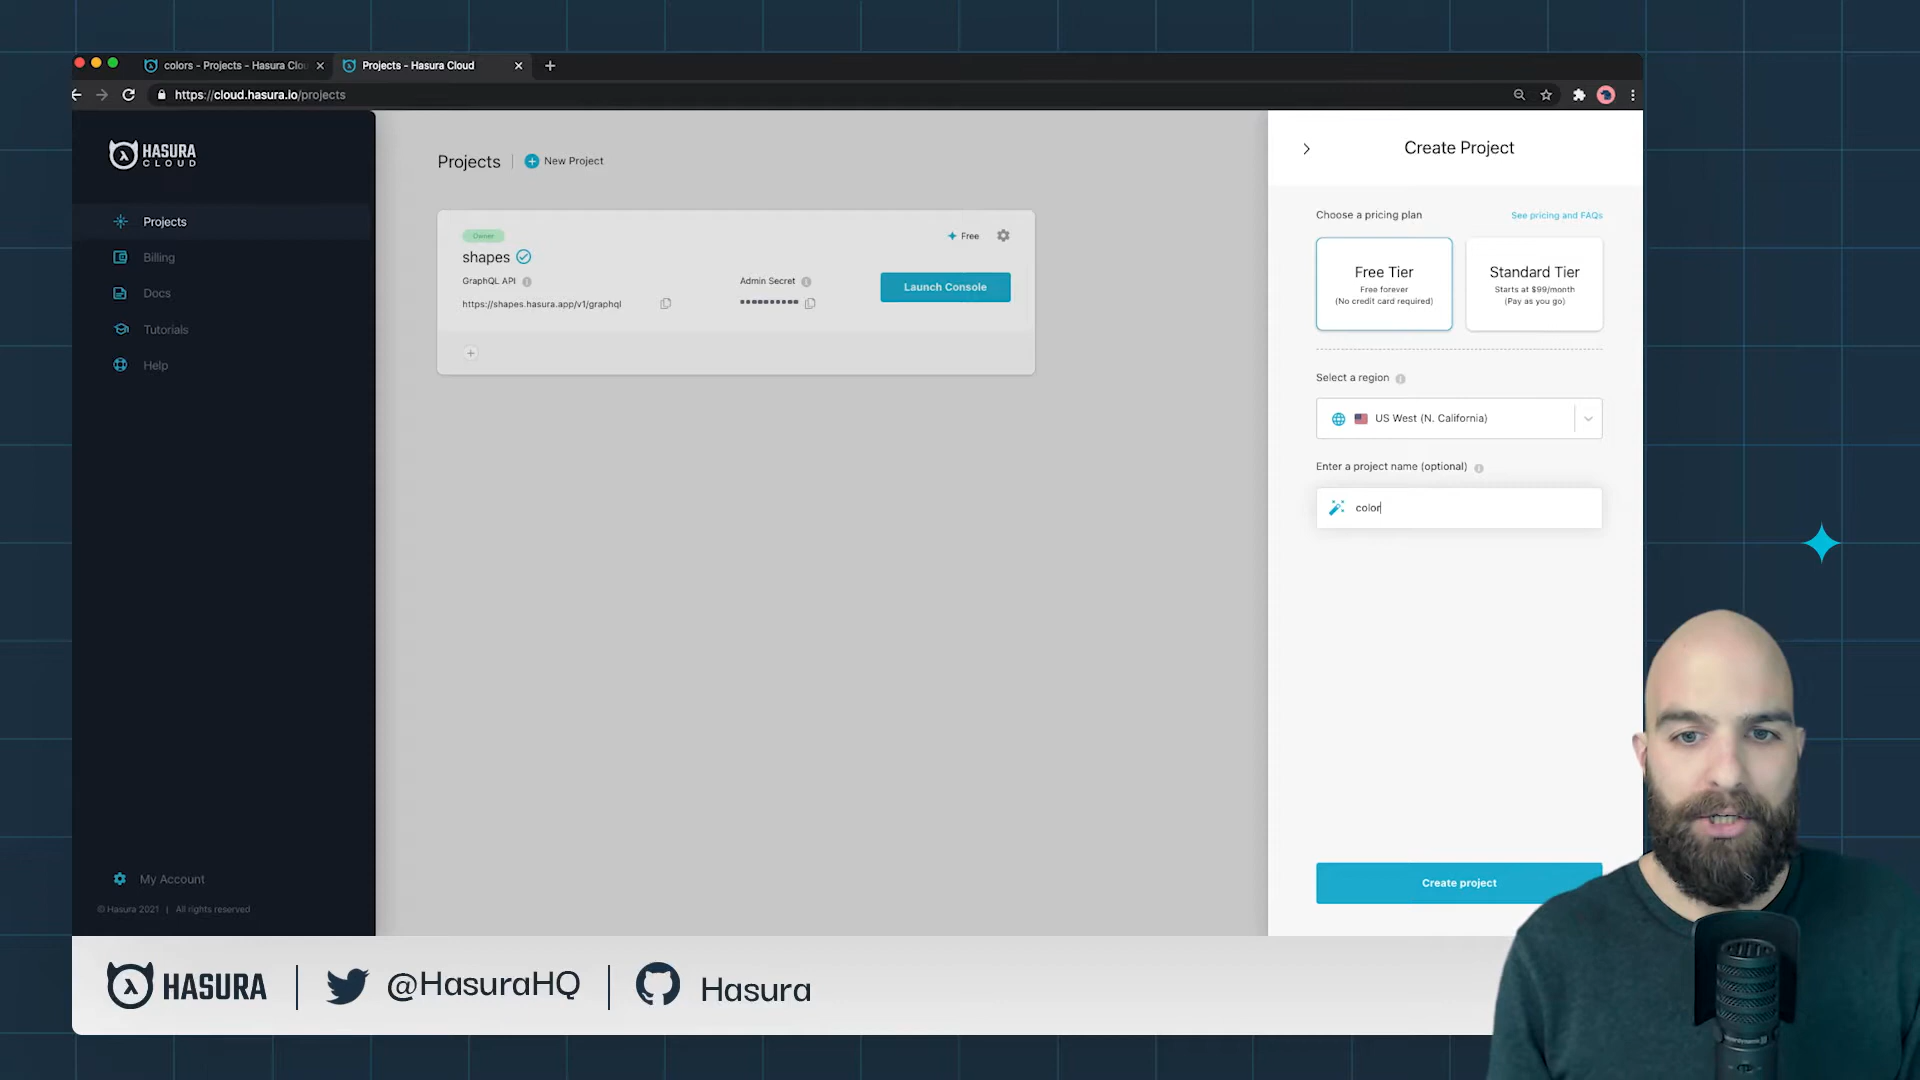 colors - Projects - Hasura Clou
Projects - Hasura Cloud
https://cloud.hasura.io/projects
HASURA
CLOUD
Projects
Billing
Docs
Tutorials
Help
My Account
© Hasura 2021 | All rights reserved
Projects
New Project
Owner
Free
shapes
GraphQL API
Admin Secret
Launch Console
https://shapes.hasura.app/v1/graphql
Create Project
Choose a pricing plan
See pricing and FAQs
Free Tier
Free forever
(No credit card required)
Standard Tier
Starts at $99/month
(Pay as you go)
Select a region
US West (N. California)
Enter a project name (optional)
color
Create project
HASURA
@HasuraHQ
Hasura